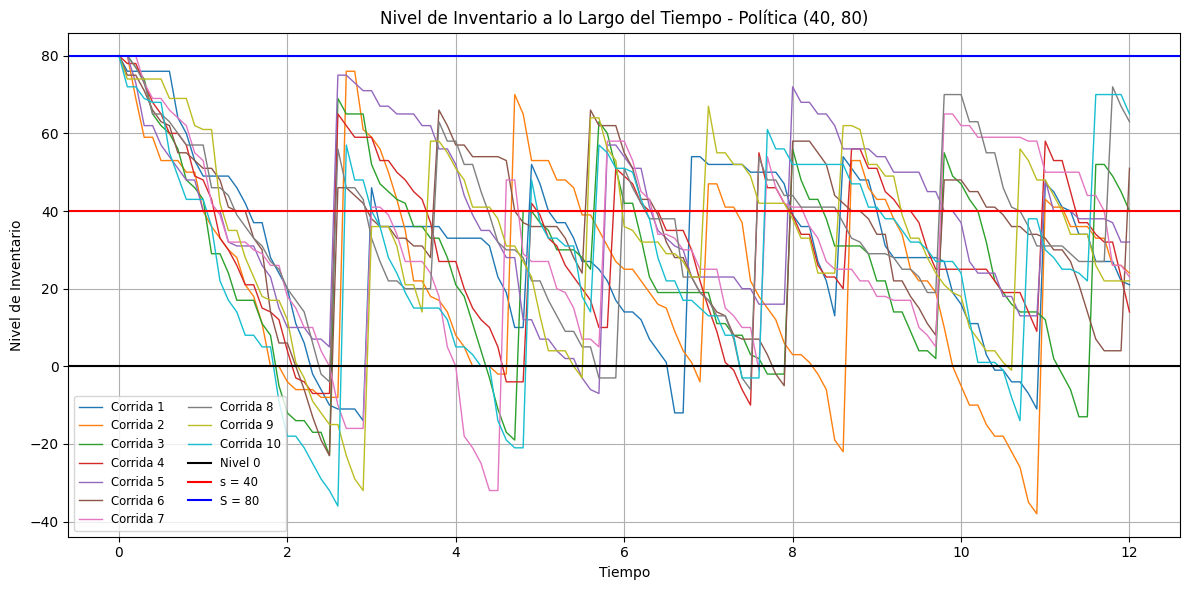 Nivel de Inventario a lo Largo del Tiempo - Política (40, 80)
Nivel de Inventario
80
60
40
20
0
−20
−40
Corrida 1
Corrida 2
Corrida 3
Corrida 4
Corrida 5
Corrida 6
Corrida 7
Corrida 8
Corrida 9
Corrida 10
Nivel 0
s = 40
S = 80
0 2 4 6 8 10 12
Tiempo